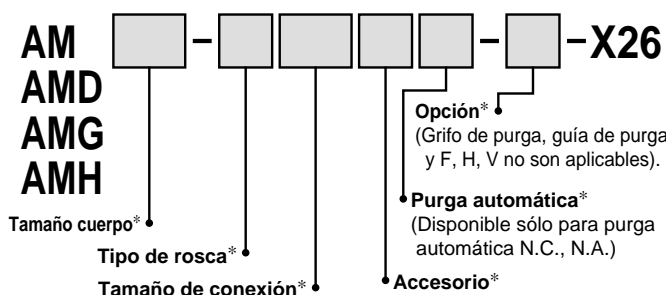 AM – – – X26
AMD
AMG
AMH
Opción*
(Grifo de purga, guía de purga
y F, H, V no son aplicables).
Purga automática*
(Disponible sólo para purga
automática N.C., N.A.)
Tamaño cuerpo*
Tipo de rosca*
Tamaño de conexión*
Accesorio*